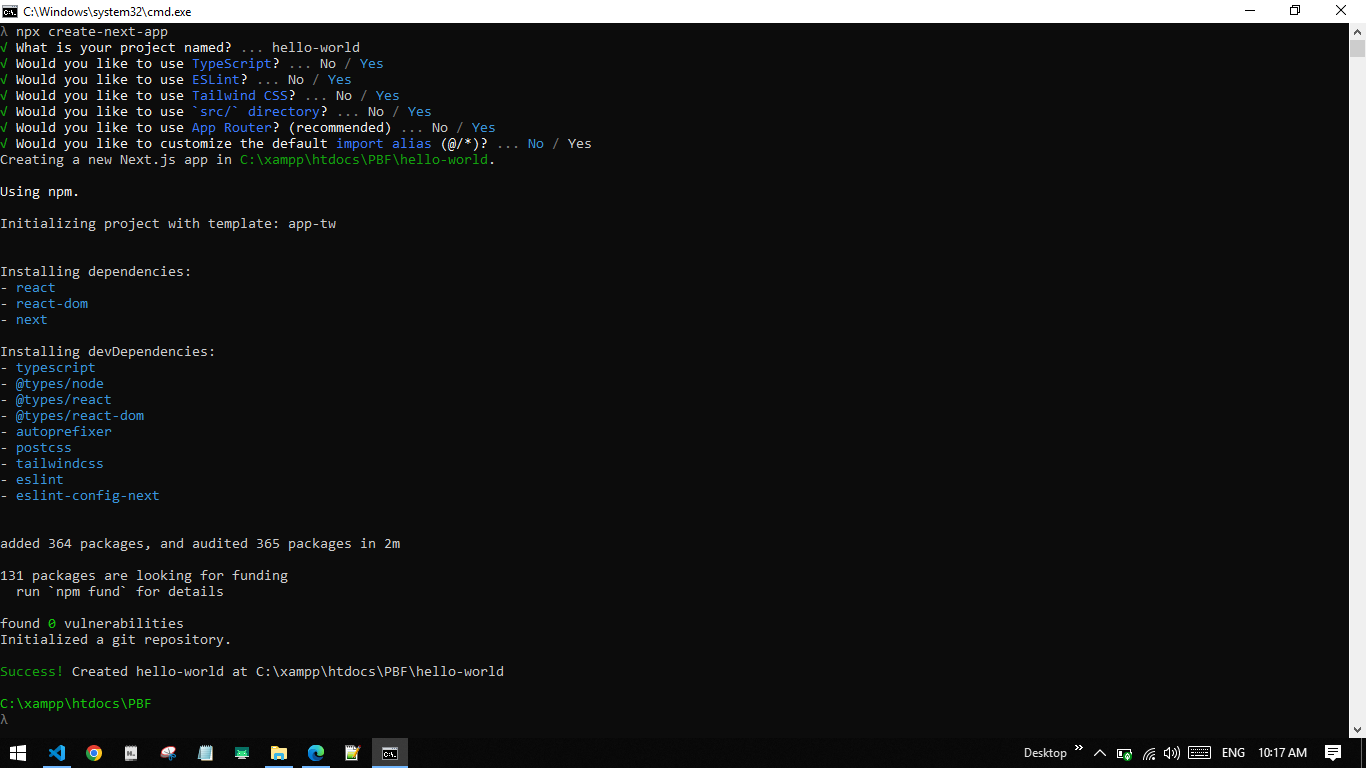 C:\Windows\system32\cmd.exe
λ npx create-next-app
√ What is your project named? ... hello-world
√ Would you like to use TypeScript? ... No / Yes
√ Would you like to use ESLint? ... No / Yes
√ Would you like to use Tailwind CSS? ... No / Yes
√ Would you like to use `src/` directory? ... No / Yes
√ Would you like to use App Router? (recommended) ... No / Yes
√ Would you like to customize the default import alias (@/*)? ... No / Yes
Creating a new Next.js app in C:\xampp\htdocs\PBF\hello-world.
Using npm.
Initializing project with template: app-tw
Installing dependencies:
- react
- react-dom
- next
Installing devDependencies:
- typescript
- @types/node
- @types/react
- @types/react-dom
- autoprefixer
- postcss
- tailwindcss
- eslint
- eslint-config-next
added 364 packages, and audited 365 packages in 2m
131 packages are looking for funding
  run `npm fund` for details
found 0 vulnerabilities
Initialized a git repository.
Success! Created hello-world at C:\xampp\htdocs\PBF\hello-world
C:\xampp\htdocs\PBF
λ
Desktop ENG 10:17 AM